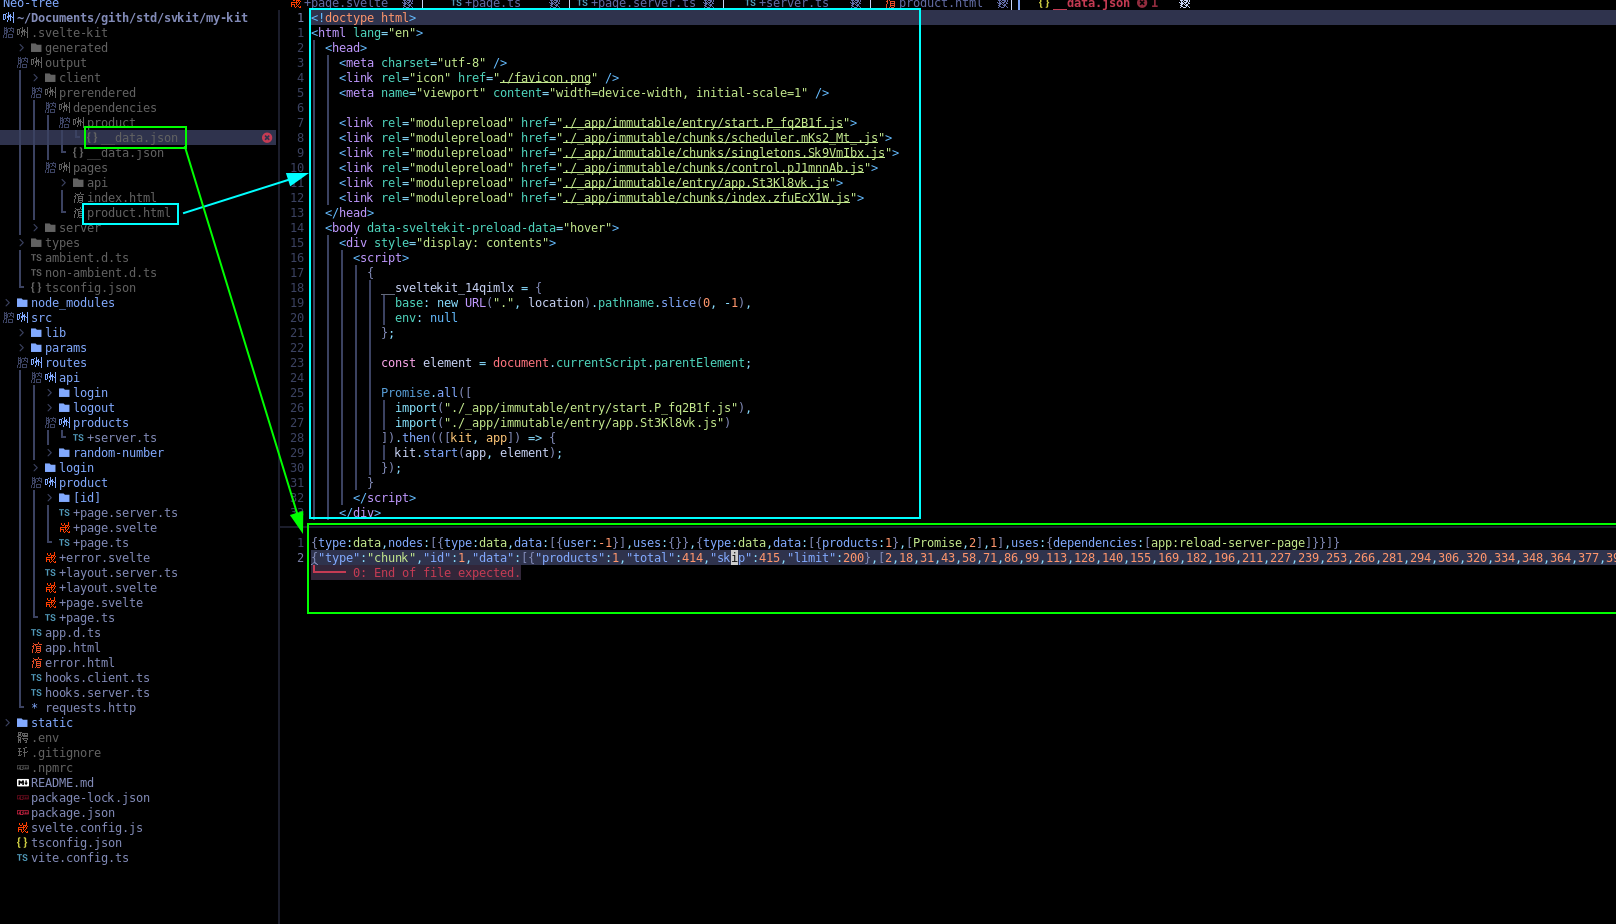 Neo-tree
~/Documents/gith/std/svkit/my-kit
.svelte-kit
generated
output
client
prerendered
dependencies
product
__data.json
__data.json
pages
api
index.html
product.html
server
types
ambient.d.ts
non-ambient.d.ts
{} tsconfig.json
node_modules
src
lib
params
routes
api
login
logout
products
TS +server.ts
random-number
login
product
[id]
TS +page.server.ts
+page.svelte
TS +page.ts
+error.svelte
TS +layout.server.ts
+layout.svelte
+page.svelte
TS +page.ts
TS app.d.ts
app.html
error.html
TS hooks.client.ts
TS hooks.server.ts
* requests.http
static
.env
.gitignore
.npmrc
README.md
package-lock.json
package.json
svelte.config.js
{} tsconfig.json
TS vite.config.ts
+page.svelte
TS +page.ts
TS +page.server.ts
TS +server.ts
product.html
{} __data.json 1
1 <!doctype html>
1 <html lang="en">
2 <head>
3 <meta charset="utf-8" />
4 <link rel="icon" href="./favicon.png" />
5 <meta name="viewport" content="width=device-width, initial-scale=1" />
6
7 <link rel="modulepreload" href="./_app/immutable/entry/start.P_fq2B1f.js">
8 <link rel="modulepreload" href="./_app/immutable/chunks/scheduler.mKs2_Mt_.js">
9 <link rel="modulepreload" href="./_app/immutable/chunks/singletons.Sk9VmIbx.js">
10 <link rel="modulepreload" href="./_app/immutable/chunks/control.pJ1mnnAb.js">
11 <link rel="modulepreload" href="./_app/immutable/entry/app.St3Kl8vk.js">
12 <link rel="modulepreload" href="./_app/immutable/chunks/index.zfuEcX1W.js">
13 </head>
14 <body data-sveltekit-preload-data="hover">
15 <div style="display: contents">
16 <script>
17 {
18 __sveltekit_14qimlx = {
19 base: new URL(".", location).pathname.slice(0, -1),
20 env: null
21 };
22
23 const element = document.currentScript.parentElement;
24
25 Promise.all([
26 import("./_app/immutable/entry/start.P_fq2B1f.js"),
27 import("./_app/immutable/entry/app.St3Kl8vk.js")
28 ]).then(([kit, app]) => {
29 kit.start(app, element);
30 });
31 }
32 </script>
</div>
1 {type:data,nodes:[{type:data,data:[{user:-1}],uses:{}},{type:data,data:[{products:1},[Promise,2],1],uses:{dependencies:[app:reload-server-page]}}]}
2 {"type":"chunk","id":1,"data":[{"products":1,"total":414,"skip":415,"limit":200},[2,18,31,43,58,71,86,99,113,128,140,155,169,182,196,211,227,239,253,266,281,294,306,320,334,348,364,377,39
0: End of file expected.